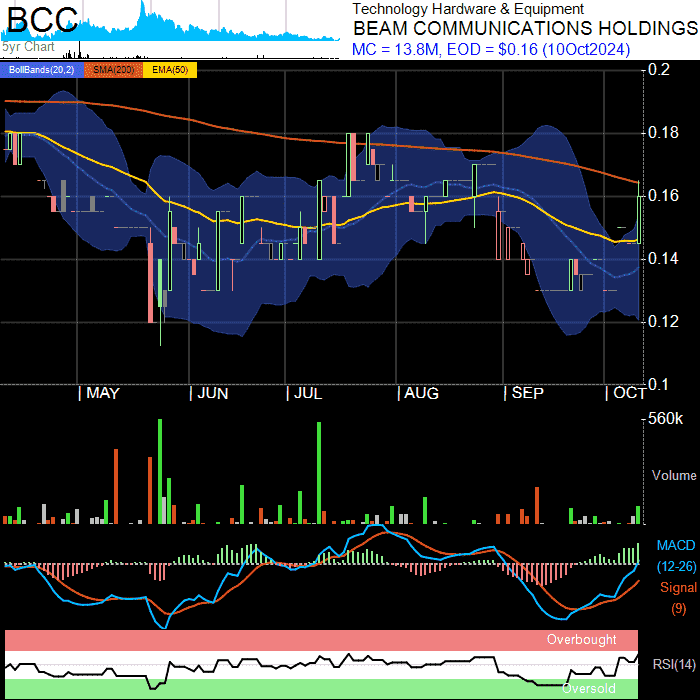 BCC
5yr Chart
Technology Hardware & Equipment
BEAM COMMUNICATIONS HOLDINGS
MC = 13.8M, EOD = $0.16 (10Oct2024)
BollBands(20,2) SMA(200) EMA(50)
0.2
0.18
0.16
0.14
0.12
0.1
| MAY | JUN | JUL | AUG | SEP | OCT
560k
Volume
MACD
(12-26)
Signal
(9)
Overbought
RSI(14)
Oversold